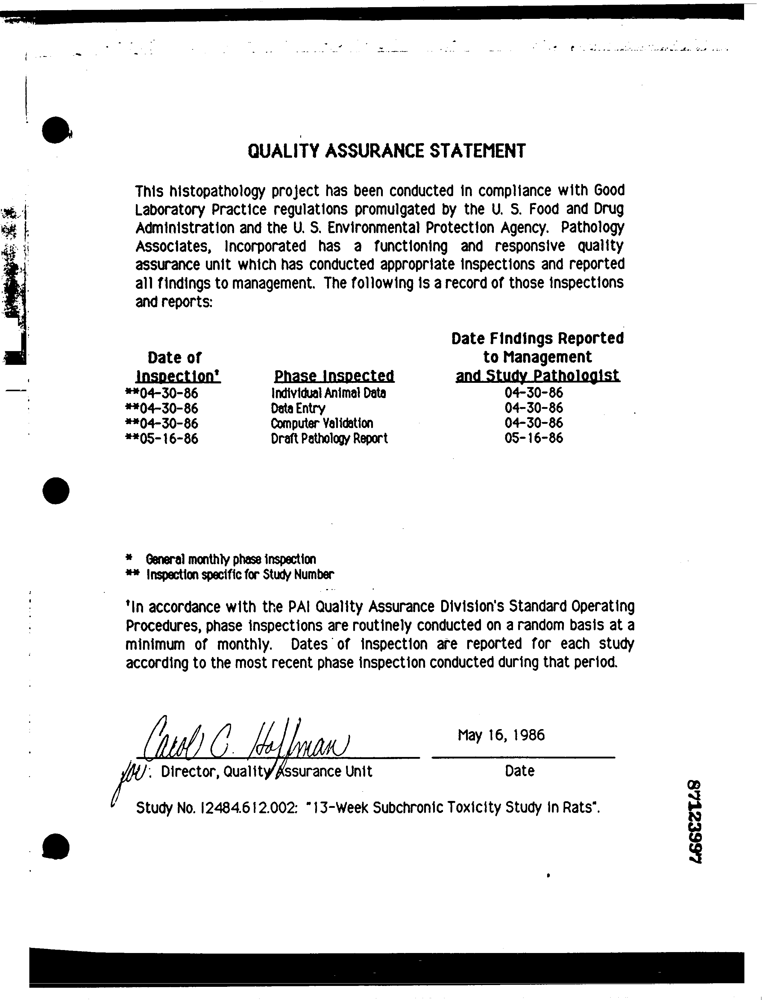 QUALITY ASSURANCE STATEMENT
This histopathology project has been conducted in compliance with Good
Laboratory Practice regulations promulgated by the U. S. Food and Drug
Administration and the U. S. Environmental Protection Agency. Pathology
Associates, Incorporated has a functioning and responsive quality
assurance unit which has conducted appropriate inspections and reported
all findings to management. The following is a record of those inspections
and reports:
Date of Inspection' Phase Inspected Date Findings Reported to Management and Study Pathologist
**04-30-86 Individual Animal Data 04-30-86
**04-30-86 Data Entry 04-30-86
**04-30-86 Computer Validation 04-30-86
**05-16-86 Draft Pathology Report 05-16-86
* General monthly phase inspection
** Inspection specific for Study Number
'In accordance with the PAI Quality Assurance Division's Standard Operating
Procedures, phase inspections are routinely conducted on a random basis at a
minimum of monthly. Dates of inspection are reported for each study
according to the most recent phase inspection conducted during that period.
Carol C. Hoffman May 16, 1986
for: Director, Quality Assurance Unit Date
Study No. 12484.612.002: "13-Week Subchronic Toxicity Study in Rats".
87123997